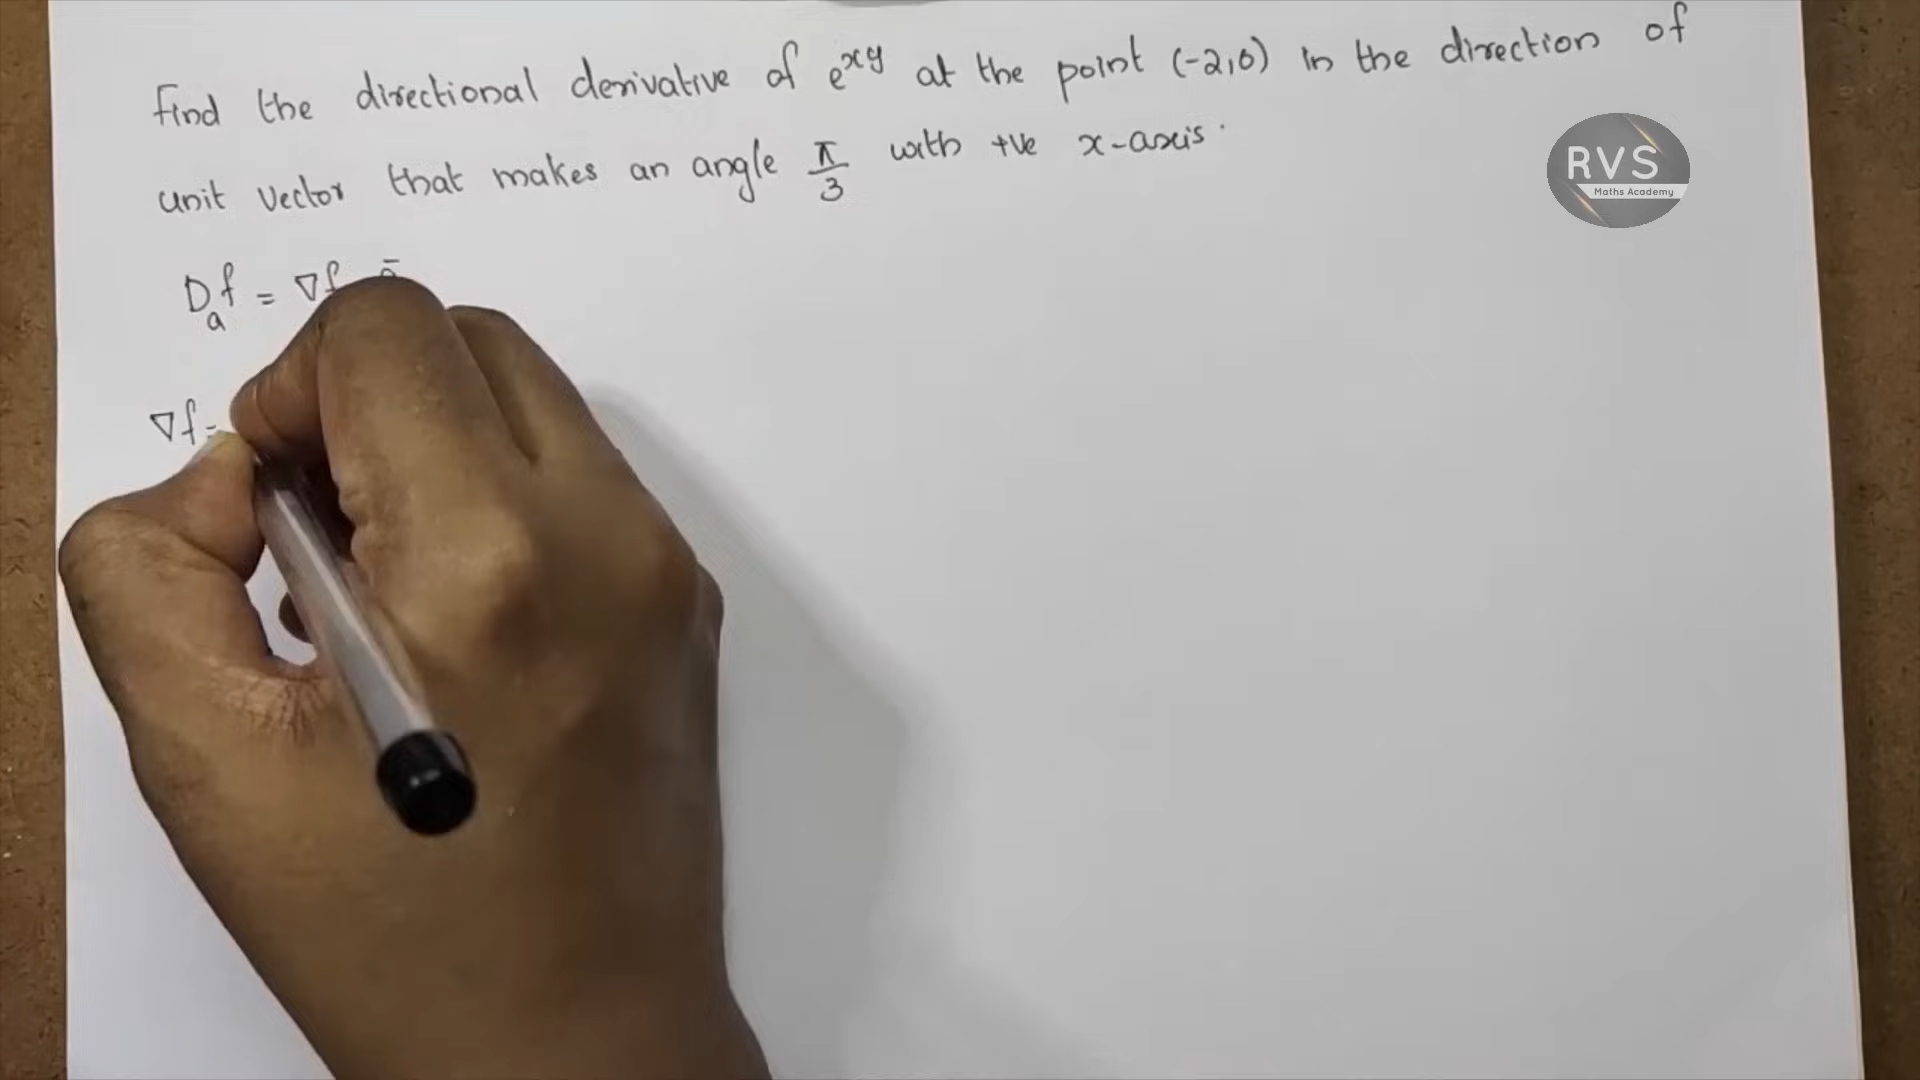 Find the directional derivative of e^xy at the point (-2,0) in the direction of
unit vector that makes an angle π/3 with +ve x-axis.
RVS
Maths Academy
D_a f = ∇f
∇f =